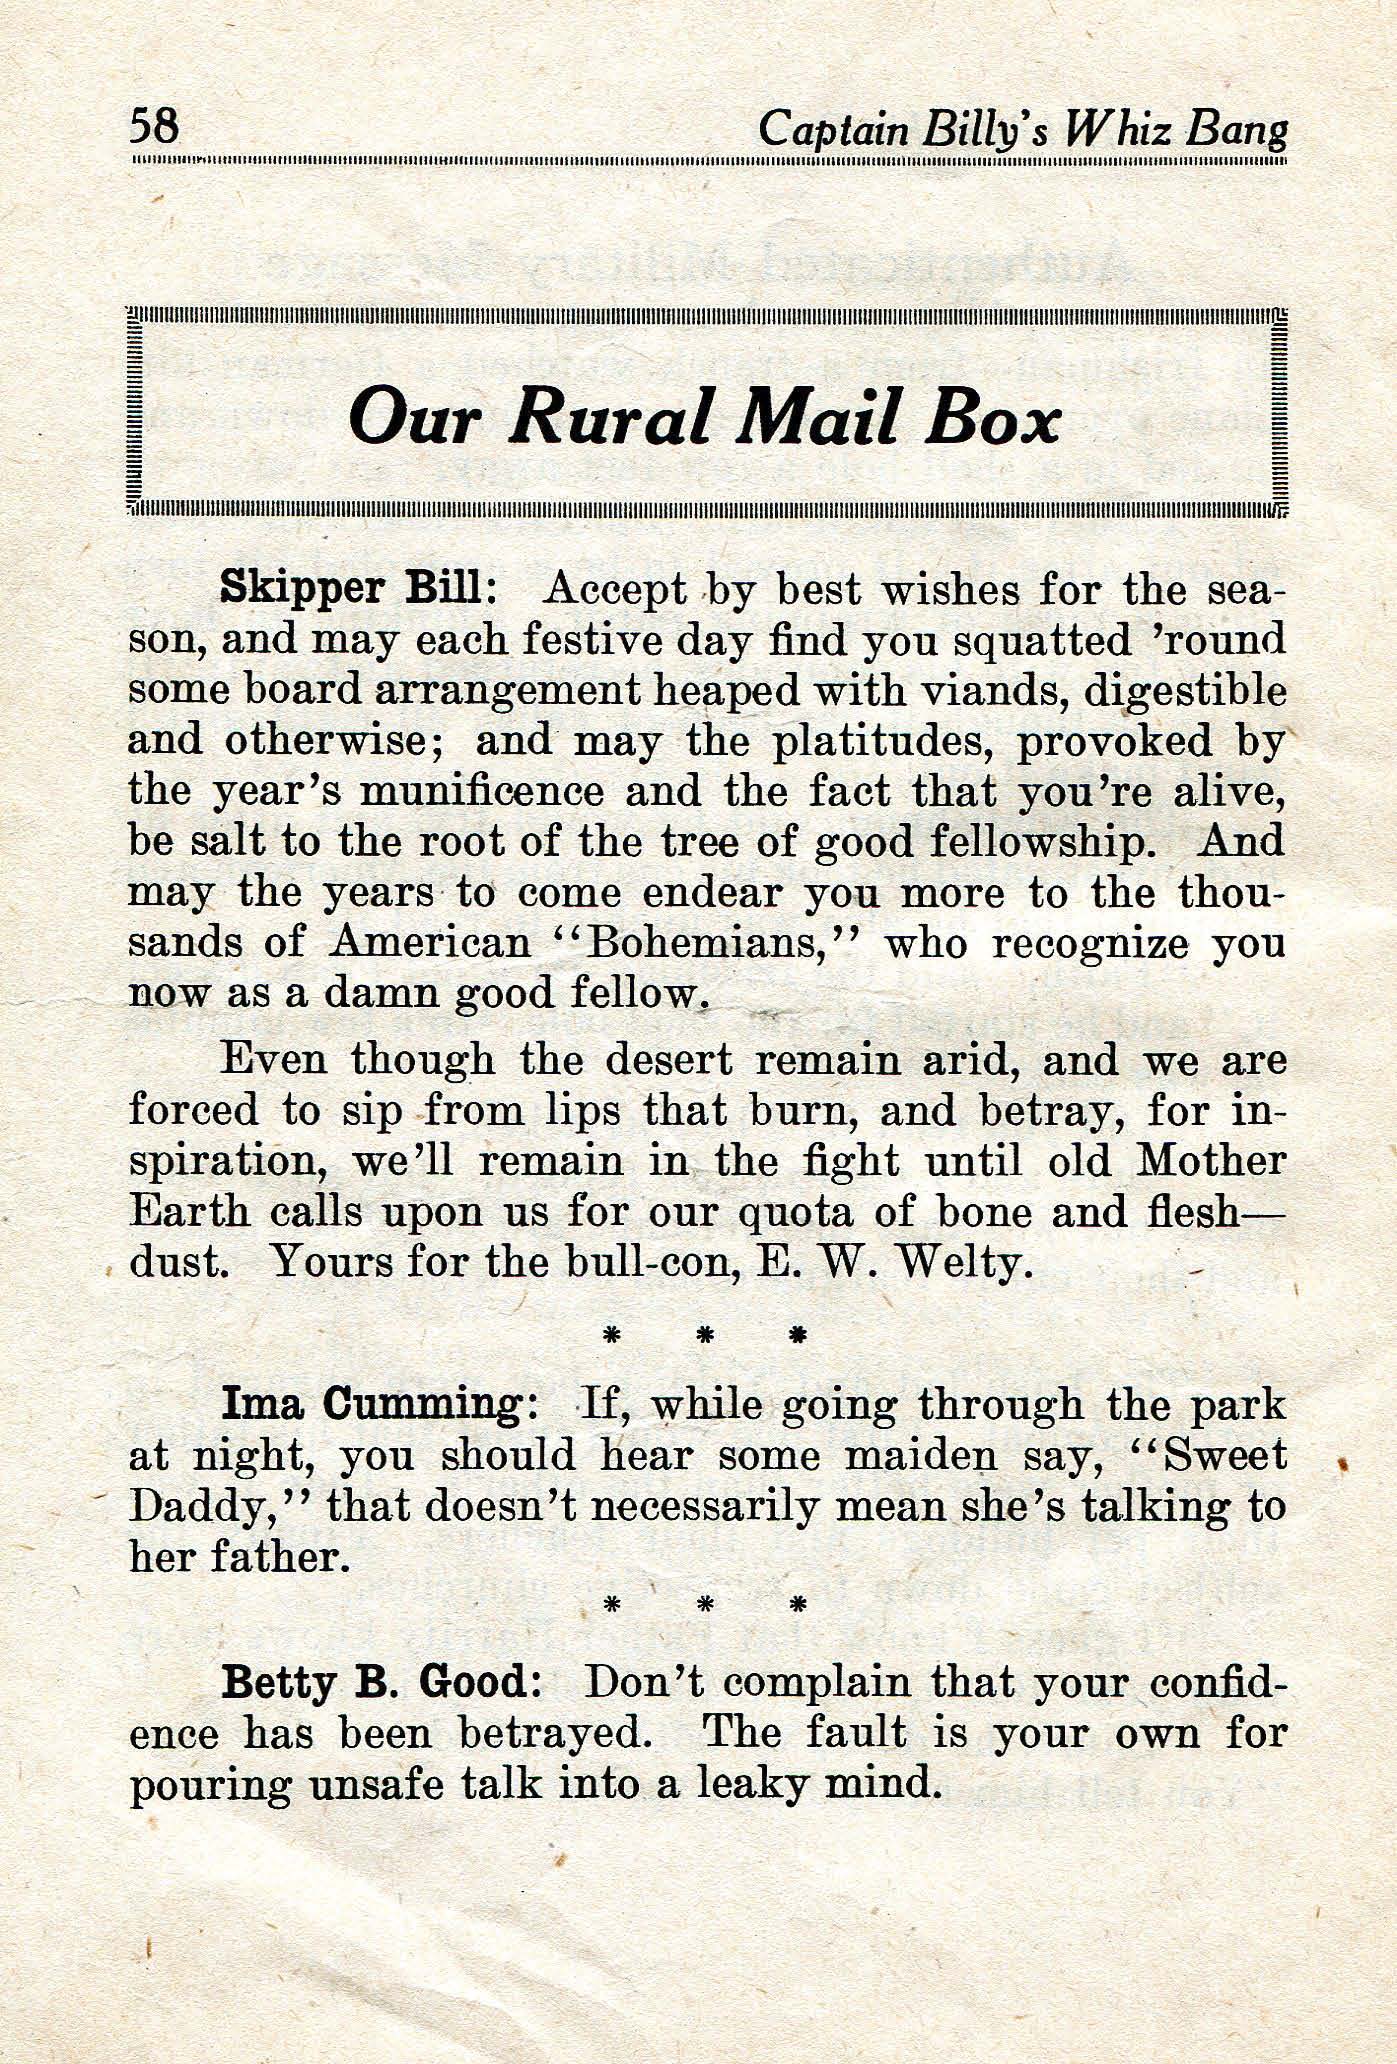 58 Captain Billy's Whiz Bang
Our Rural Mail Box
Skipper Bill: Accept by best wishes for the sea-
son, and may each festive day find you squatted 'round
some board arrangement heaped with viands, digestible
and otherwise; and may the platitudes, provoked by
the year's munificence and the fact that you're alive,
be salt to the root of the tree of good fellowship. And
may the years to come endear you more to the thou-
sands of American "Bohemians," who recognize you
now as a damn good fellow.
Even though the desert remain arid, and we are
forced to sip from lips that burn, and betray, for in-
spiration, we'll remain in the fight until old Mother
Earth calls upon us for our quota of bone and flesh—
dust. Yours for the bull-con, E. W. Welty.
* * *
Ima Cumming: If, while going through the park
at night, you should hear some maiden say, "Sweet
Daddy," that doesn't necessarily mean she's talking to
her father.
* * *
Betty B. Good: Don't complain that your confid-
ence has been betrayed. The fault is your own for
pouring unsafe talk into a leaky mind.